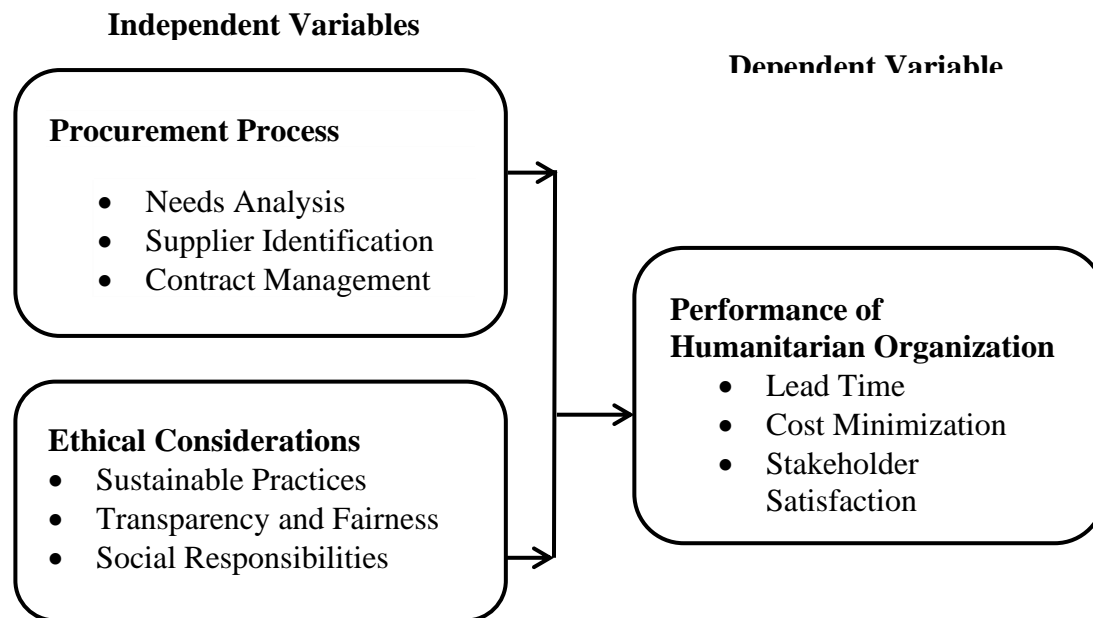 Independent Variables
Dependent Variable
Procurement Process
• Needs Analysis
• Supplier Identification
• Contract Management
Performance of
Humanitarian Organization
• Lead Time
• Cost Minimization
• Stakeholder
Satisfaction
Ethical Considerations
• Sustainable Practices
• Transparency and Fairness
• Social Responsibilities